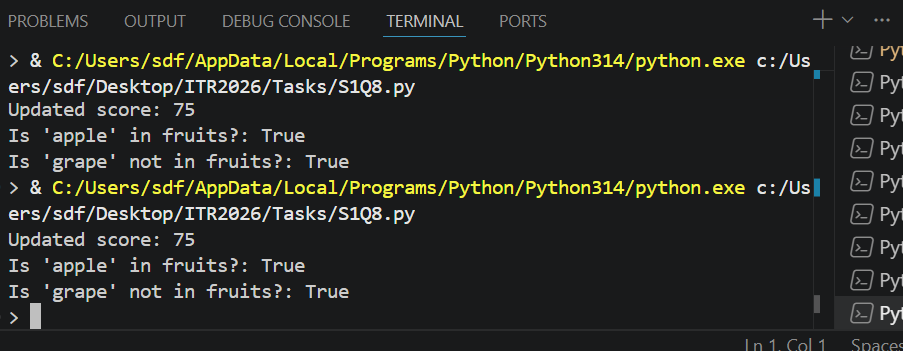 PROBLEMS OUTPUT DEBUG CONSOLE TERMINAL PORTS
> & C:/Users/sdf/AppData/Local/Programs/Python/Python314/python.exe c:/Us
ers/sdf/Desktop/ITR2026/Tasks/S1Q8.py
Updated score: 75
Is 'apple' in fruits?: True
Is 'grape' not in fruits?: True
> & C:/Users/sdf/AppData/Local/Programs/Python/Python314/python.exe c:/Us
ers/sdf/Desktop/ITR2026/Tasks/S1Q8.py
Updated score: 75
Is 'apple' in fruits?: True
Is 'grape' not in fruits?: True
>
Pyt
Pyt
Pyt
Pyt
Pyt
Pyt
Pyt
Pyt
Pyt
Ln 1, Col 1 Spaces